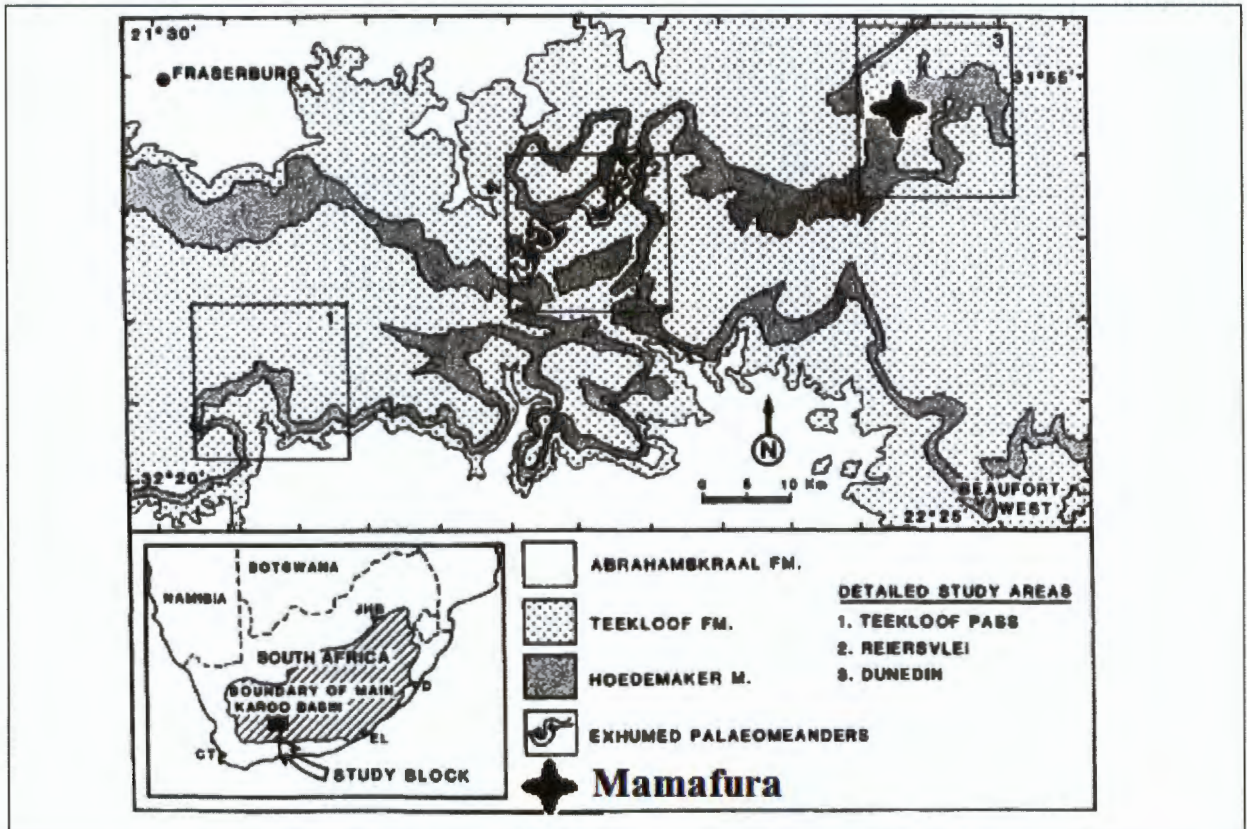 21°30′
3
FRASERBURG
31°55′
2
1
N
0 5 10 Km
32°20′
BEAUFORT
WEST
22°25′
BOTSWANA
NAMIBIA
JHB
SOUTH AFRICA
BOUNDARY OF MAIN
KAROO BASIN
D
EL
CT
STUDY BLOCK
ABRAHAMSKRAAL FM.
TEEKLOOF FM.
HOEDEMAKER M.
EXHUMED PALAEOMEANDERS
Mamafura
DETAILED STUDY AREAS
1. TEEKLOOF PASS
2. REIERSVLEI
3. DUNEDIN